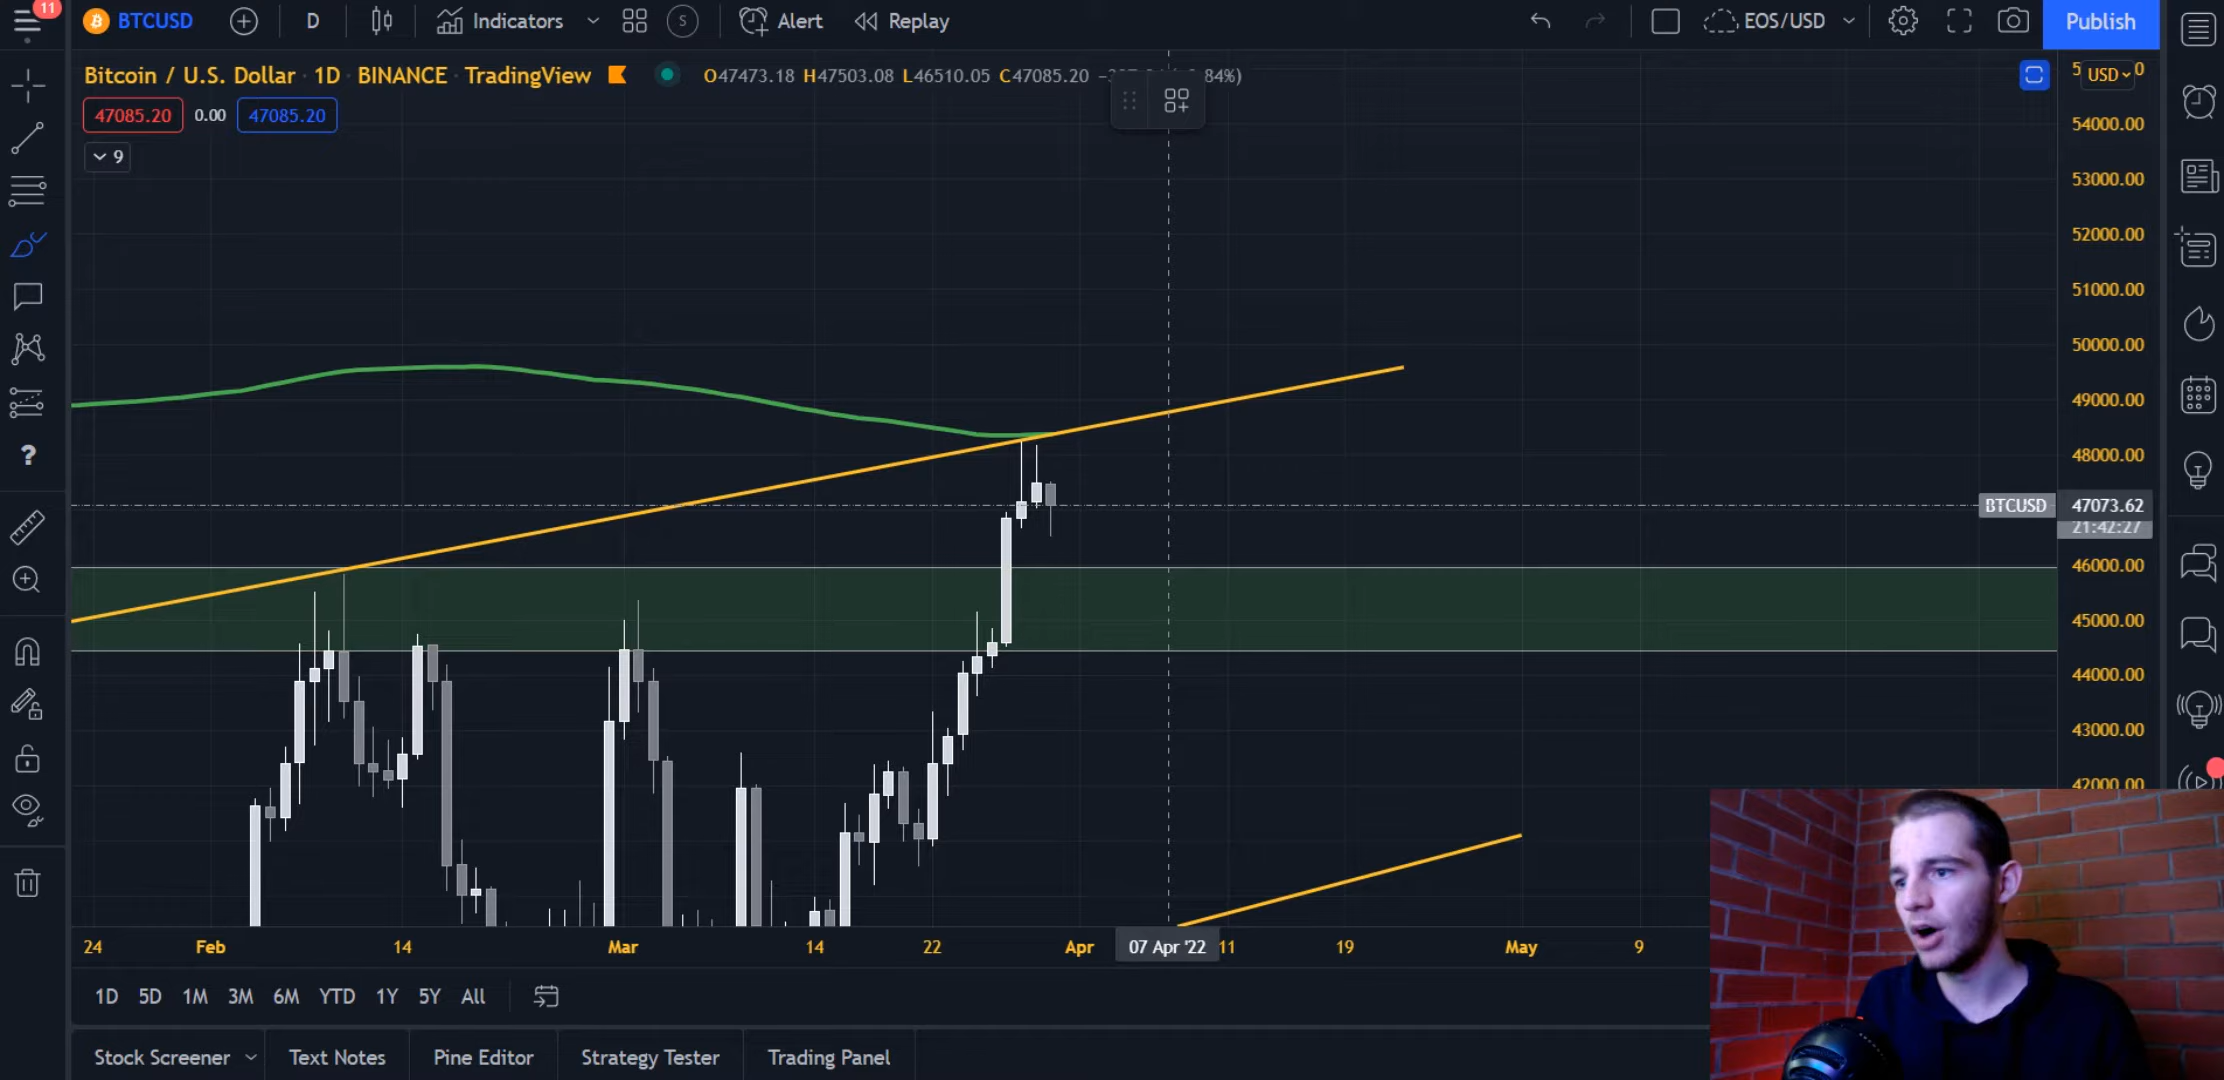 11
BTCUSD D Indicators S Alert Replay EOS/USD Publish
Bitcoin / U.S. Dollar · 1D · BINANCE · TradingView O47473.18 H47503.08 L46510.05 C47085.20 84%)
USD
47085.20 0.00 47085.20
9
54000.00
53000.00
52000.00
51000.00
50000.00
49000.00
48000.00
BTCUSD 47073.62
21:42:27
46000.00
45000.00
44000.00
43000.00
42000.00
24 Feb 14 Mar 14 22 Apr 07 Apr '22 11 19 May 9
1D 5D 1M 3M 6M YTD 1Y 5Y All
Stock Screener Text Notes Pine Editor Strategy Tester Trading Panel